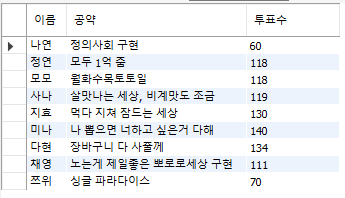 이름 공약 투표수
나연 정의사회 구현 60
정연 모두 1억 줌 118
모모 월화수목토토일 118
사나 살맛나는 세상, 비계맛도 조금 119
지효 먹다 지쳐 잠드는 세상 130
미나 나 뽑으면 너하고 싶은거 다해 140
다현 장바구니 다 사줄께 134
채영 노는게 제일좋은 뽀로로세상 구현 111
쯔위 싱글 파라다이스 70